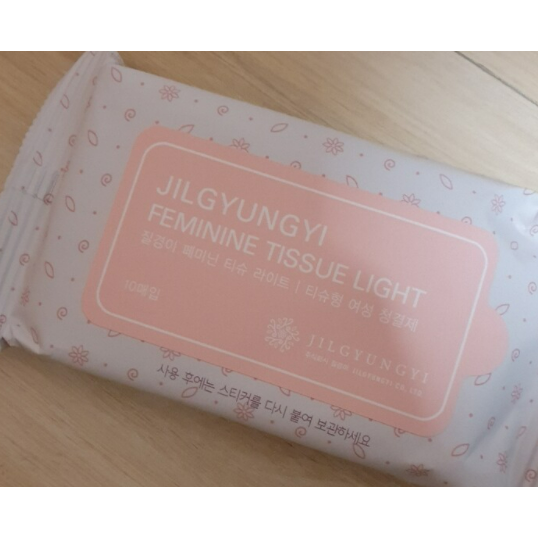 JILGYUNGYI
FEMININE TISSUE LIGHT
질경이 페미닌 티슈 라이트 | 티슈형 여성 청결제
10매입
JILGYUNGYI
사용 후에는 스티커를 다시 붙여 보관하세요